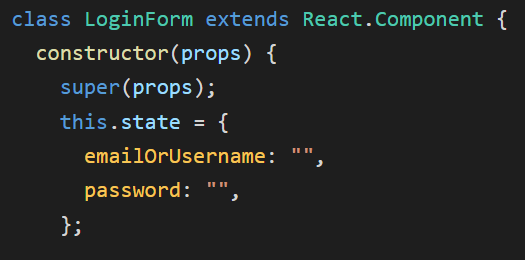 class LoginForm extends React.Component {
  constructor(props) {
    super(props);
    this.state = {
      emailOrUsername: "",
      password: "",
    };